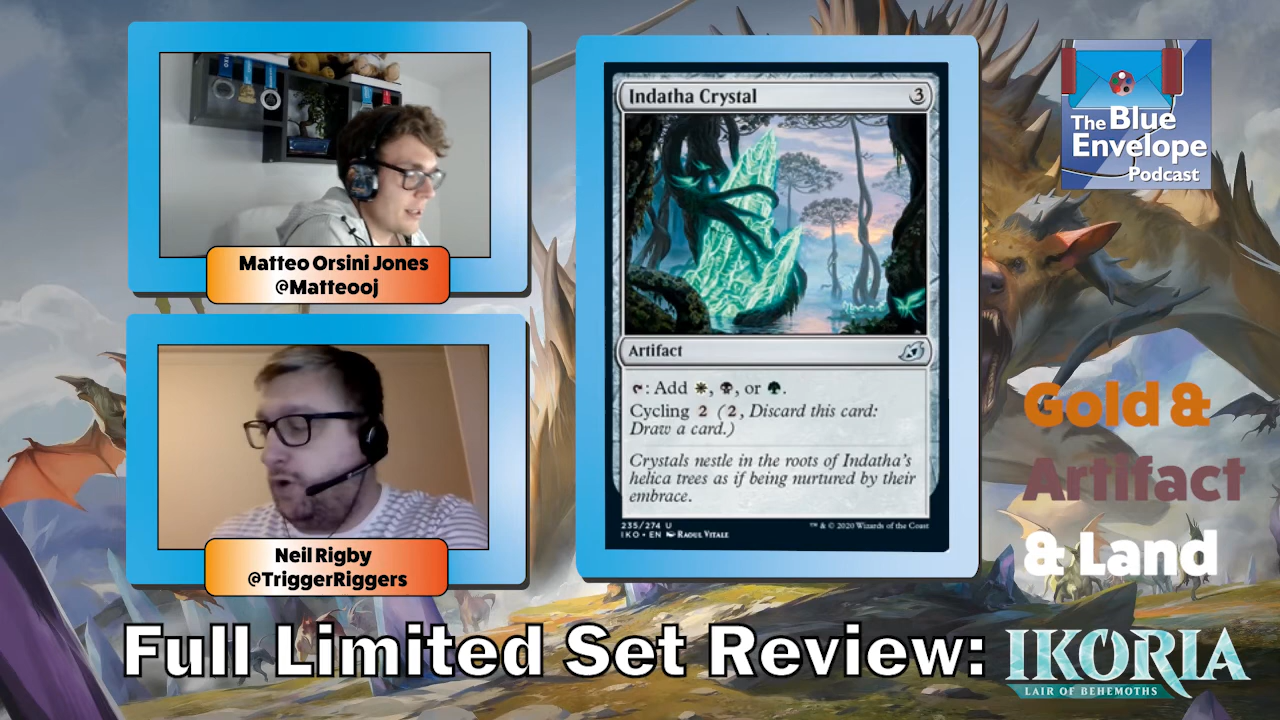 Matteo Orsini Jones
@Matteooj
Neil Rigby
@TriggerRiggers
Indatha Crystal 3
Artifact
: Add , , or .
Cycling 2 (2, Discard this card:
Draw a card.)
Crystals nestle in the roots of Indatha's
helica trees as if being nurtured by their
embrace.
235/274 U
IKO • EN Raoul Vitale
™ & © 2020 Wizards of the Coast
The Blue
Envelope
Podcast
Gold &
Artifact
& Land
Full Limited Set Review:
IKORIA
LAIR OF BEHEMOTHS